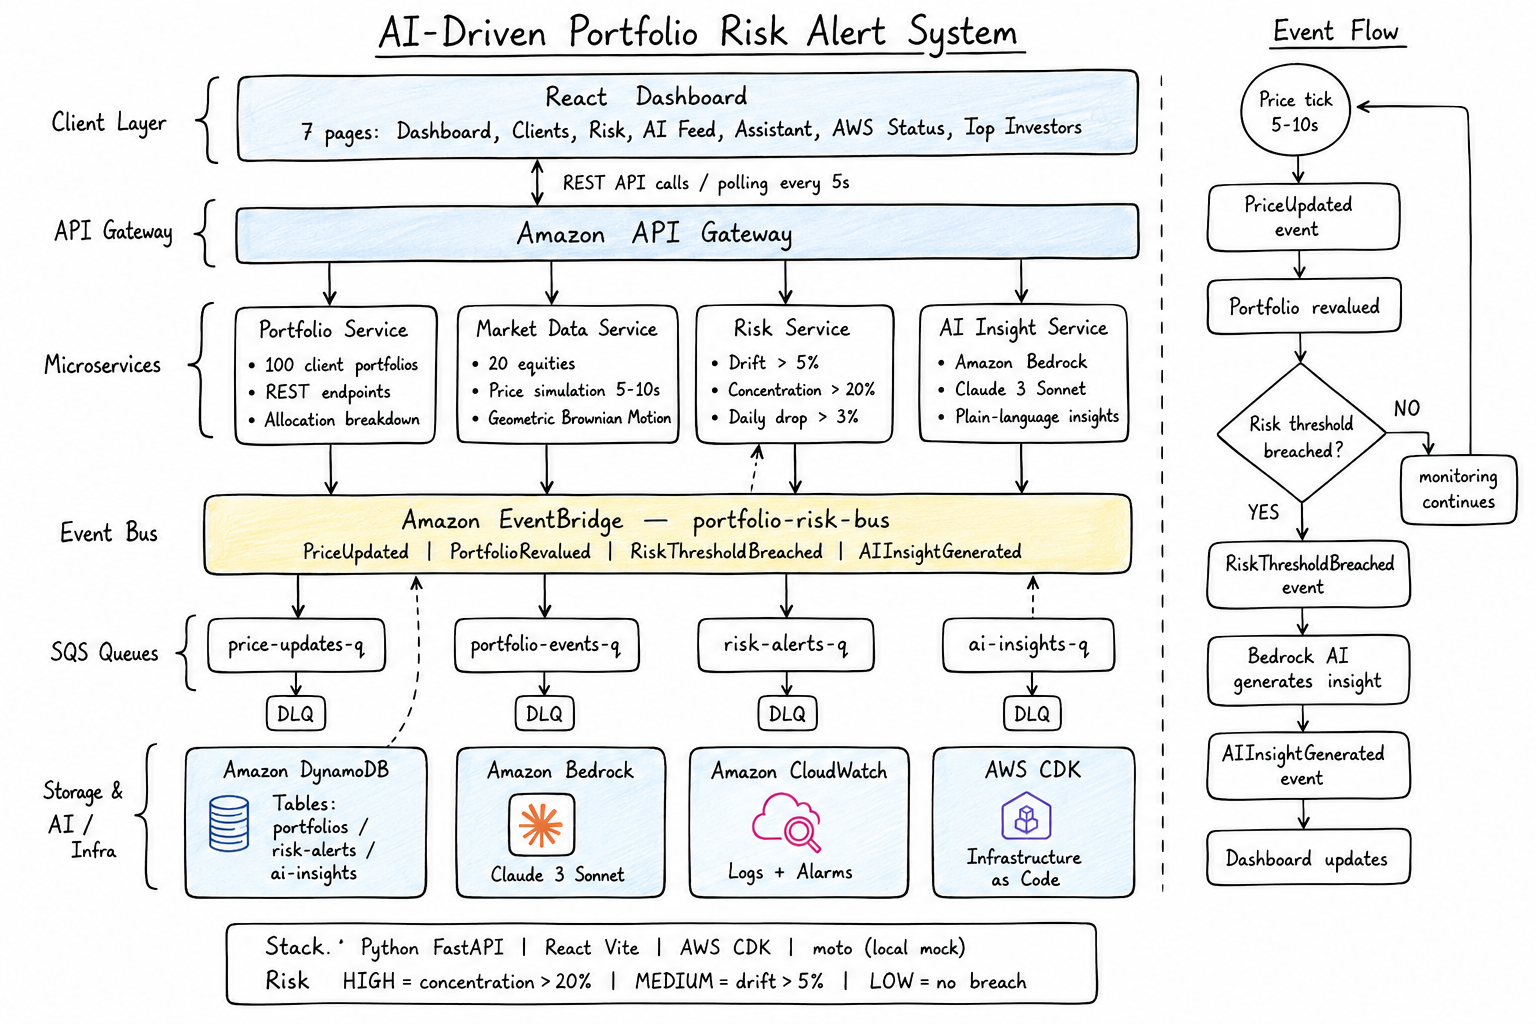 AI-Driven Portfolio Risk Alert System
Client Layer
React Dashboard
7 pages: Dashboard, Clients, Risk, AI Feed, Assistant, AWS Status, Top Investors
REST API calls / polling every 5s
API Gateway
Amazon API Gateway
Microservices
Portfolio Service
• 100 client portfolios
• REST endpoints
• Allocation breakdown
Market Data Service
• 20 equities
• Price simulation 5-10s
• Geometric Brownian Motion
Risk Service
• Drift > 5%
• Concentration > 20%
• Daily drop > 3%
AI Insight Service
• Amazon Bedrock
• Claude 3 Sonnet
• Plain-language insights
Event Bus
Amazon EventBridge — portfolio-risk-bus
PriceUpdated | PortfolioRevalued | RiskThresholdBreached | AIInsightGenerated
SQS Queues
price-updates-q
portfolio-events-q
risk-alerts-q
ai-insights-q
DLQ
DLQ
DLQ
DLQ
Storage &
AI /
Infra
Amazon DynamoDB
Tables:
portfolios /
risk-alerts /
ai-insights
Amazon Bedrock
Claude 3 Sonnet
Amazon CloudWatch
Logs + Alarms
AWS CDK
Infrastructure
as Code
Stack.· Python FastAPI | React Vite | AWS CDK | moto (local mock)
Risk HIGH = concentration > 20% | MEDIUM = drift > 5% | LOW = no breach
Event Flow
Price tick
5-10s
PriceUpdated
event
Portfolio revalued
Risk threshold
breached?
NO
monitoring
continues
YES
RiskThresholdBreached
event
Bedrock AI
generates insight
AIInsightGenerated
event
Dashboard updates